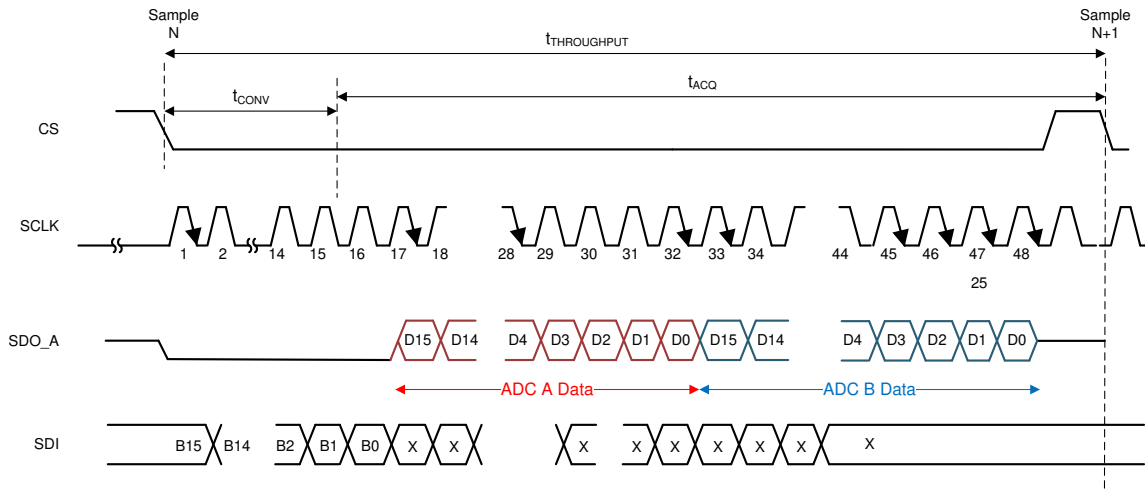 Sample N
Sample N+1
tTHROUGHPUT
tCONV
tACQ
CS
SCLK
1 2 14 15 16 17 18 28 29 30 31 32 33 34 44 45 46 47 48
25
SDO_A
D15 D14 D4 D3 D2 D1 D0 D15 D14 D4 D3 D2 D1 D0
ADC A Data
ADC B Data
SDI
B15 B14 B2 B1 B0 X X X X X X X X X